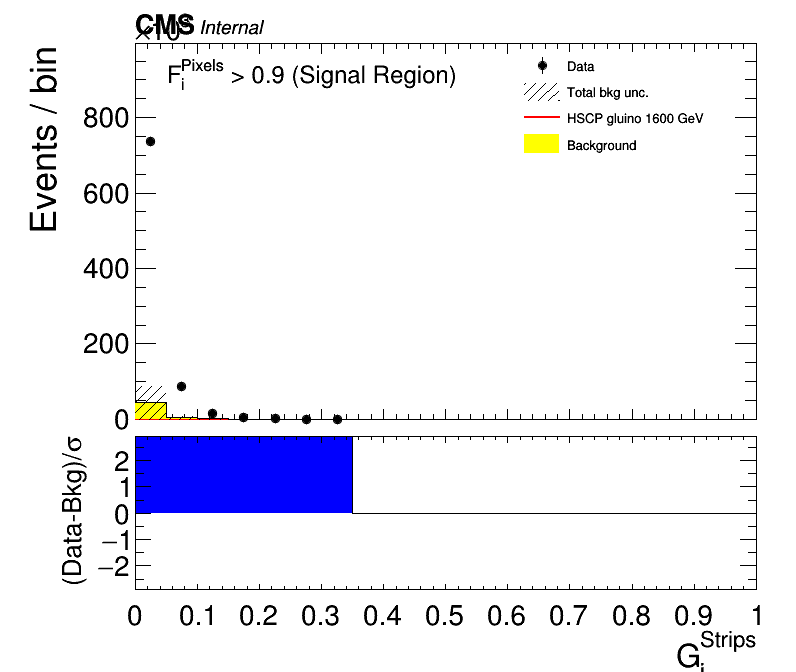 CMS Internal
F_i^Pixels > 0.9 (Signal Region)
Data
Total bkg unc.
HSCP gluino 1600 GeV
Background
Events / bin
800
600
400
200
0
(Data-Bkg)/σ
2
1
0
−1
−2
0 0.1 0.2 0.3 0.4 0.5 0.6 0.7 0.8 0.9 1
G_i^Strips